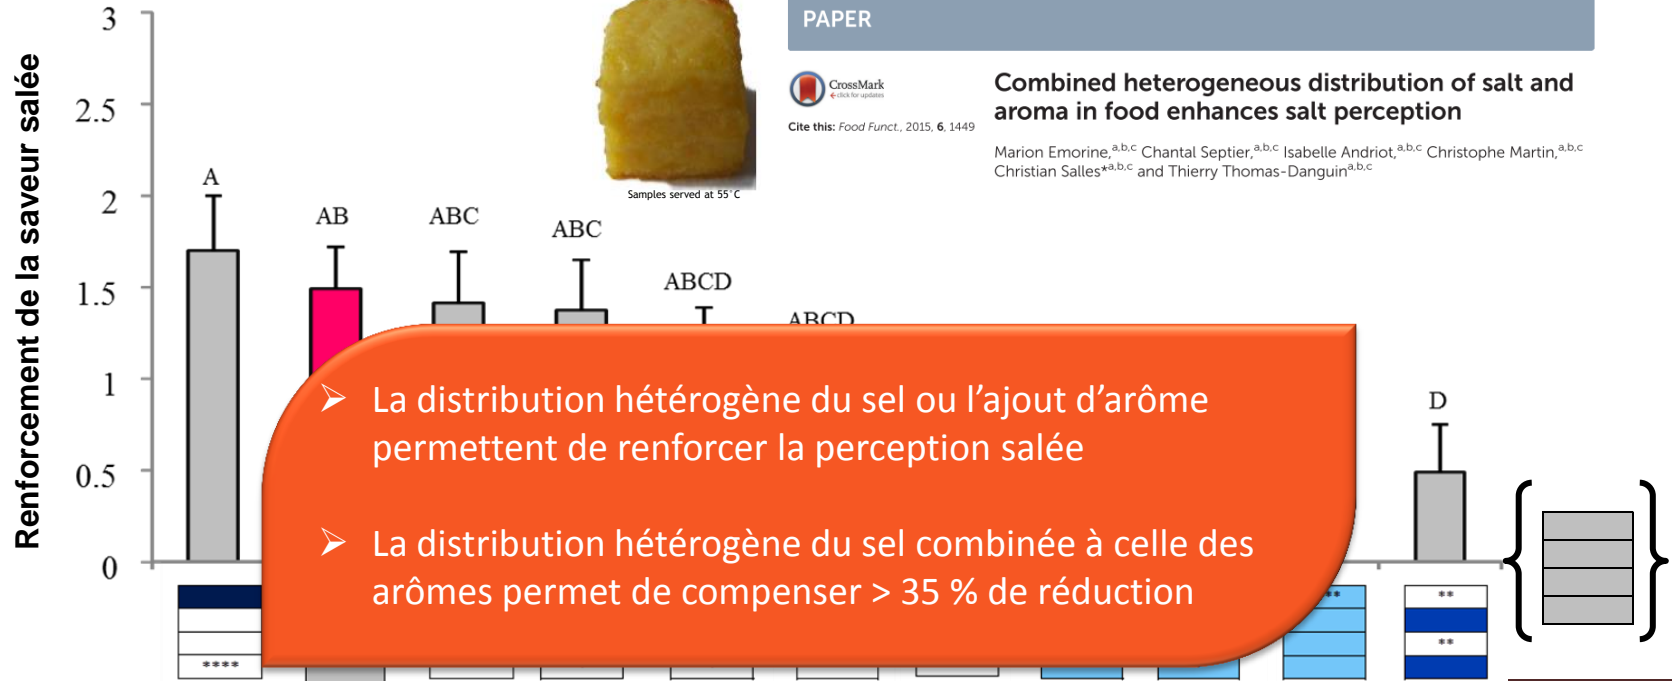 PAPER
CrossMark
click for updates
Cite this: Food Funct., 2015, 6, 1449
Combined heterogeneous distribution of salt and
aroma in food enhances salt perception
Marion Emorine,a,b,c Chantal Septier,a,b,c Isabelle Andriot,a,b,c Christophe Martin,a,b,c
Christian Salles*a,b,c and Thierry Thomas-Danguina,b,c
Samples served at 55°C
Renforcement de la saveur salée
3
2.5
2
1.5
1
0.5
0
A
AB
ABC
ABC
ABCD
ABCD
D
➢ La distribution hétérogène du sel ou l’ajout d’arôme
permettent de renforcer la perception salée
➢ La distribution hétérogène du sel combinée à celle des
arômes permet de compenser > 35 % de réduction
****
**
**
**